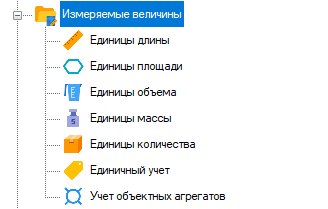 Измеряемые величины
Единицы длины
Единицы площади
Единицы объема
Единицы массы
Единицы количества
Единичный учет
Учет объектных агрегатов